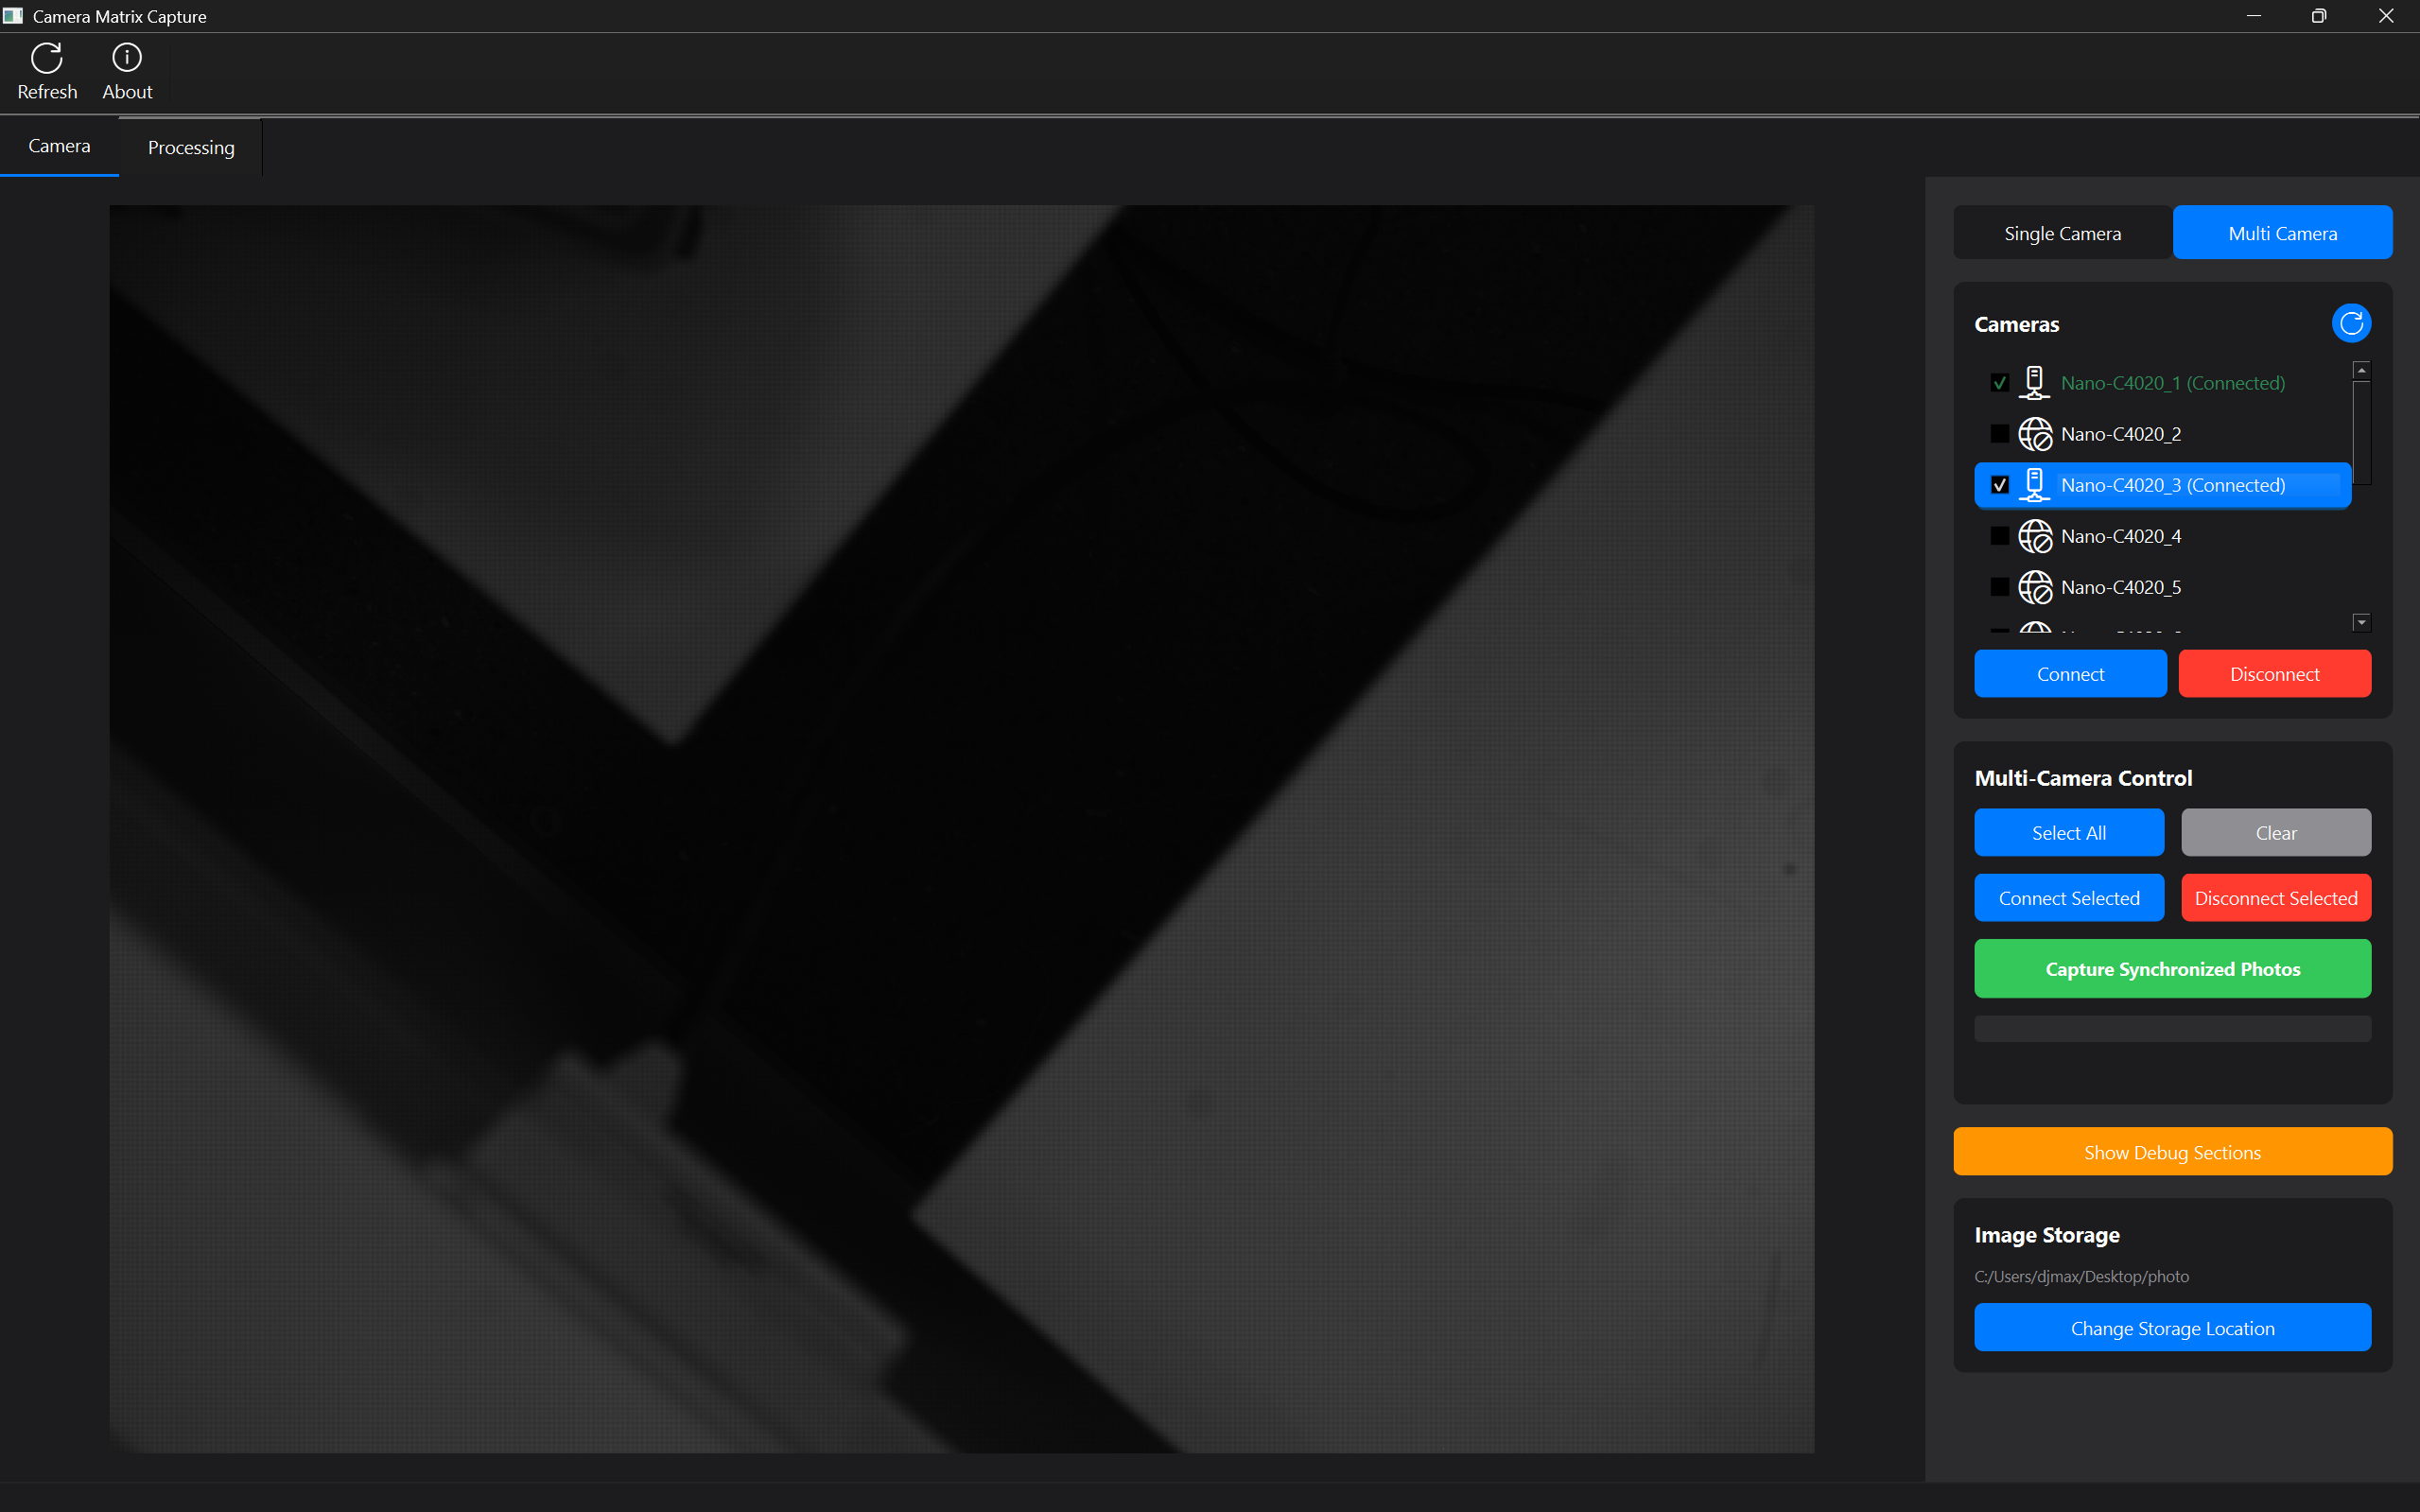 Camera Matrix Capture
Refresh
About
Camera
Processing
Single Camera
Multi Camera
Cameras
Nano-C4020_1 (Connected)
Nano-C4020_2
Nano-C4020_3 (Connected)
Nano-C4020_4
Nano-C4020_5
Connect
Disconnect
Multi-Camera Control
Select All
Clear
Connect Selected
Disconnect Selected
Capture Synchronized Photos
Show Debug Sections
Image Storage
C:/Users/djmax/Desktop/photo
Change Storage Location